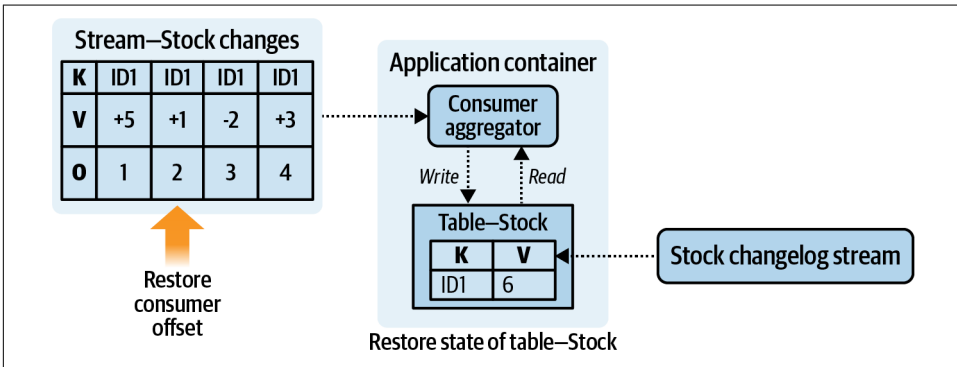 Stream–Stock changes
K ID1 ID1 ID1 ID1
V +5 +1 -2 +3
O 1 2 3 4
Restore
consumer
offset
Application container
Consumer
aggregator
Write Read
Table–Stock
K V
ID1 6
Restore state of table–Stock
Stock changelog stream